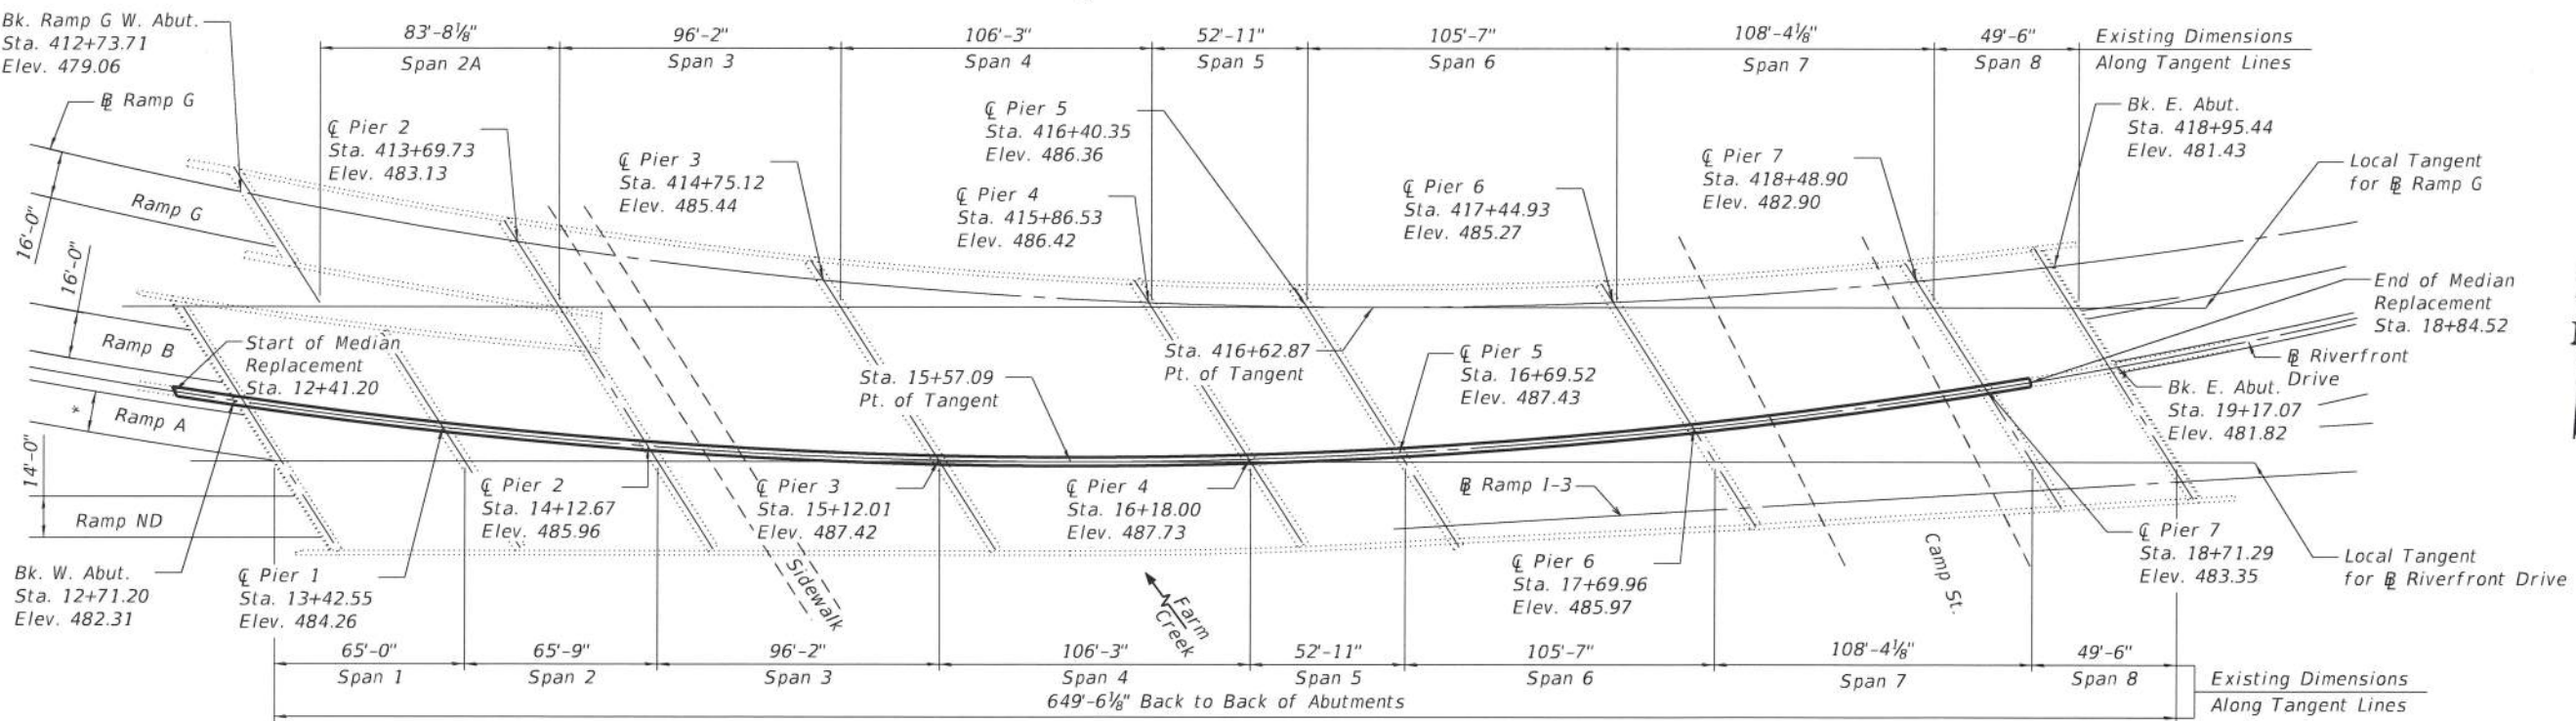 Bk. Ramp G W. Abut.
Sta. 412+73.71
Elev. 479.06
83'-8⅛"
Span 2A
96'-2"
Span 3
106'-3"
Span 4
52'-11"
Span 5
105'-7"
Span 6
108'-4⅛"
Span 7
49'-6"
Span 8
Existing Dimensions
Along Tangent Lines
℄ Ramp G
℄ Pier 2
Sta. 413+69.73
Elev. 483.13
℄ Pier 3
Sta. 414+75.12
Elev. 485.44
℄ Pier 5
Sta. 416+40.35
Elev. 486.36
℄ Pier 4
Sta. 415+86.53
Elev. 486.42
℄ Pier 6
Sta. 417+44.93
Elev. 485.27
℄ Pier 7
Sta. 418+48.90
Elev. 482.90
Bk. E. Abut.
Sta. 418+95.44
Elev. 481.43
Local Tangent
for ℄ Ramp G
16'-0"
Ramp G
16'-0"
Ramp B
Start of Median
Replacement
Sta. 12+41.20
*
Ramp A
14'-0"
Ramp ND
Sta. 15+57.09
Pt. of Tangent
Sta. 416+62.87
Pt. of Tangent
℄ Pier 5
Sta. 16+69.52
Elev. 487.43
End of Median
Replacement
Sta. 18+84.52
℄ Riverfront
Drive
Bk. E. Abut.
Sta. 19+17.07
Elev. 481.82
Bk. W. Abut.
Sta. 12+71.20
Elev. 482.31
℄ Pier 1
Sta. 13+42.55
Elev. 484.26
℄ Pier 2
Sta. 14+12.67
Elev. 485.96
Sidewalk
℄ Pier 3
Sta. 15+12.01
Elev. 487.42
℄ Pier 4
Sta. 16+18.00
Elev. 487.73
Farm
Creek
℄ Ramp I-3
℄ Pier 6
Sta. 17+69.96
Elev. 485.97
Camp St.
℄ Pier 7
Sta. 18+71.29
Elev. 483.35
Local Tangent
for ℄ Riverfront Drive
65'-0"
Span 1
65'-9"
Span 2
96'-2"
Span 3
106'-3"
Span 4
52'-11"
Span 5
105'-7"
Span 6
108'-4⅛"
Span 7
49'-6"
Span 8
649'-6⅛" Back to Back of Abutments
Existing Dimensions
Along Tangent Lines